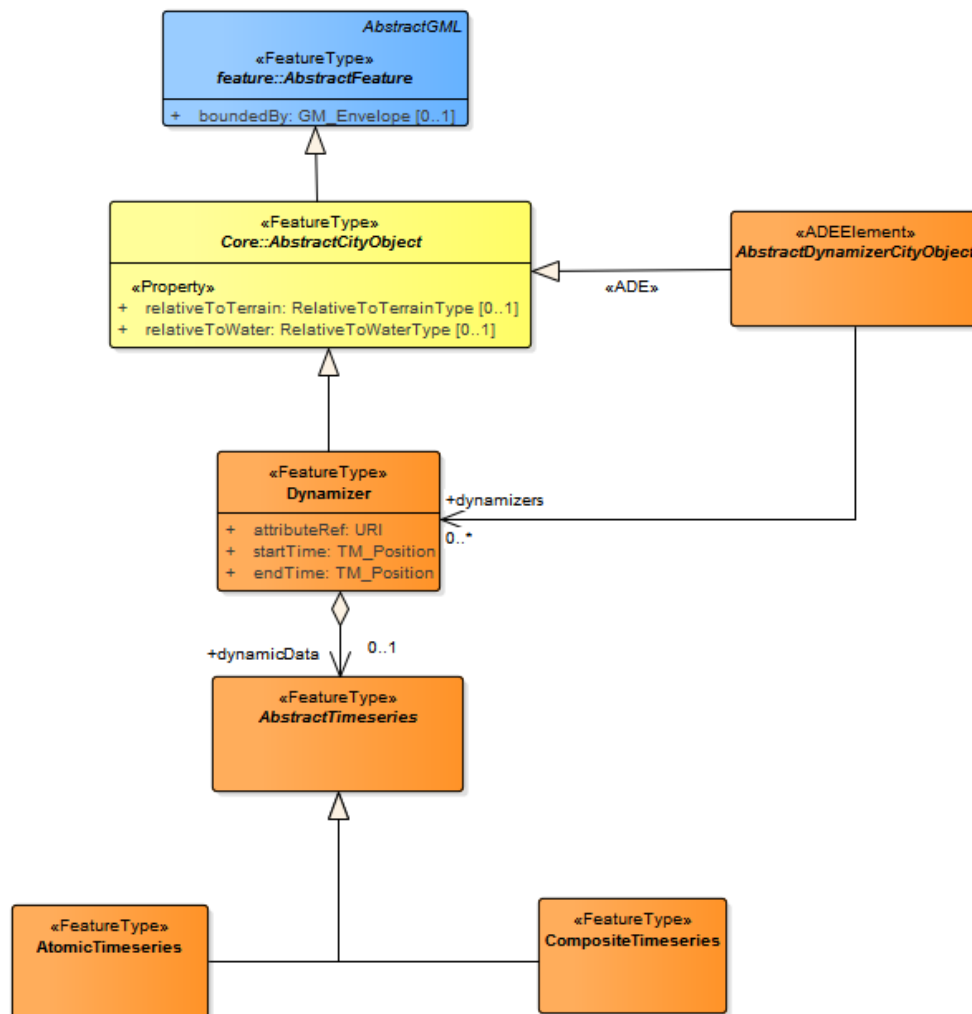 AbstractGML
«FeatureType»
feature::AbstractFeature
+ boundedBy: GM_Envelope [0..1]
«FeatureType»
Core::AbstractCityObject
«Property»
+ relativeToTerrain: RelativeToTerrainType [0..1]
+ relativeToWater: RelativeToWaterType [0..1]
«ADEElement»
AbstractDynamizerCityObject
«ADE»
«FeatureType»
Dynamizer
+ attributeRef: URI
+ startTime: TM_Position
+ endTime: TM_Position
+dynamizers
0..*
+dynamicData
0..1
«FeatureType»
AbstractTimeseries
«FeatureType»
AtomicTimeseries
«FeatureType»
CompositeTimeseries